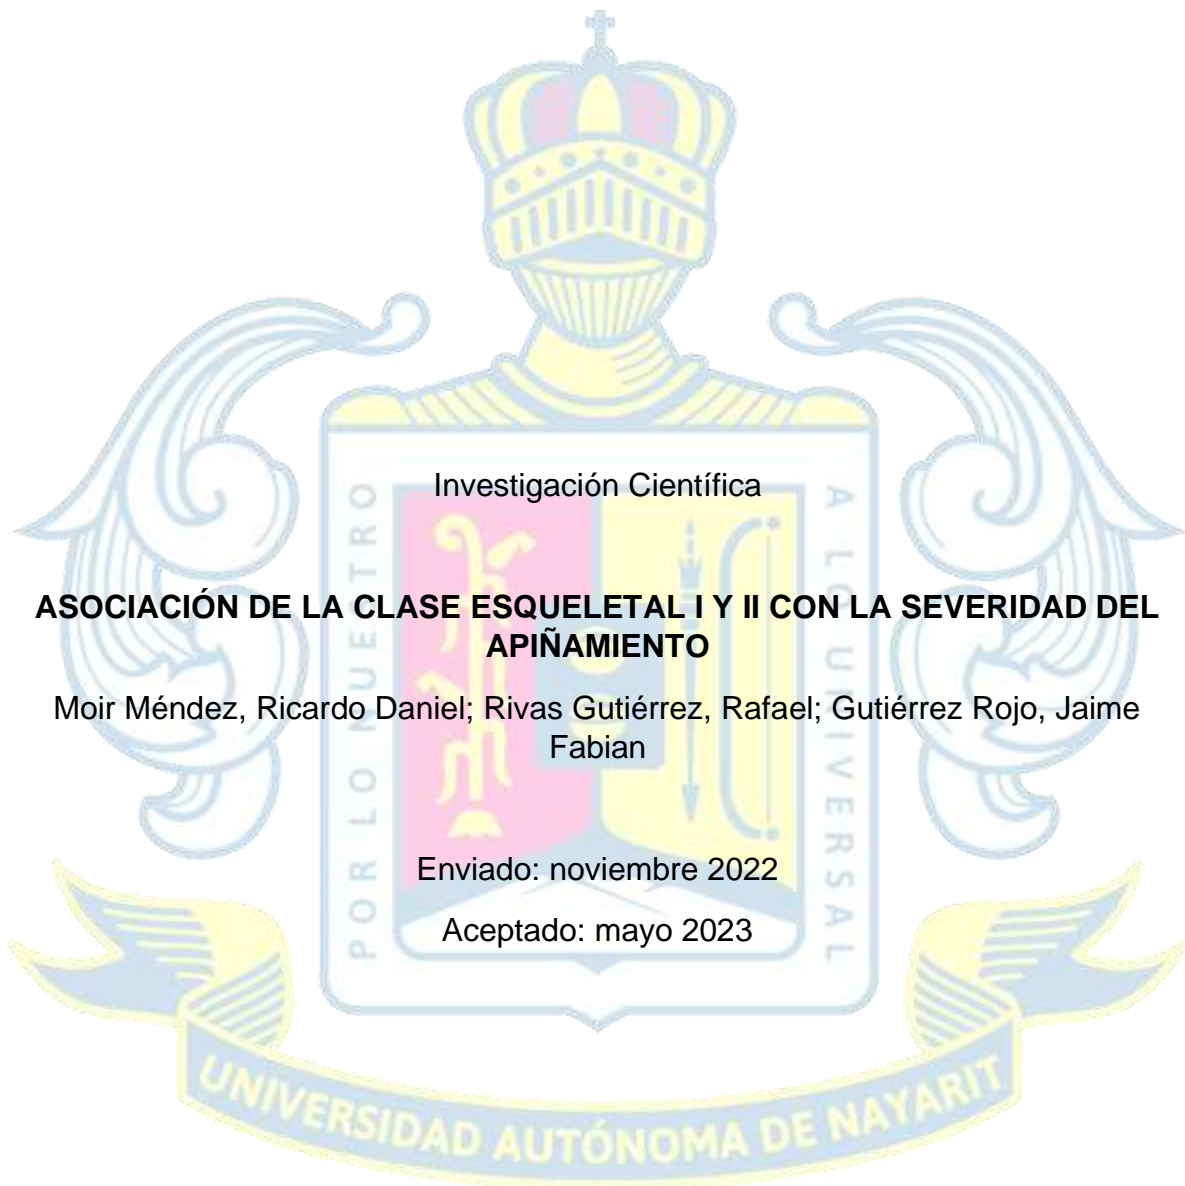 Investigación Científica
ASOCIACIÓN DE LA CLASE ESQUELETAL I Y II CON LA SEVERIDAD DEL
APIÑAMIENTO
Moir Méndez, Ricardo Daniel; Rivas Gutiérrez, Rafael; Gutiérrez Rojo, Jaime
Fabian
Enviado: noviembre 2022
Aceptado: mayo 2023
POR LO NUESTRO
A LO UNIVERSAL
UNIVERSIDAD AUTÓNOMA DE NAYARIT